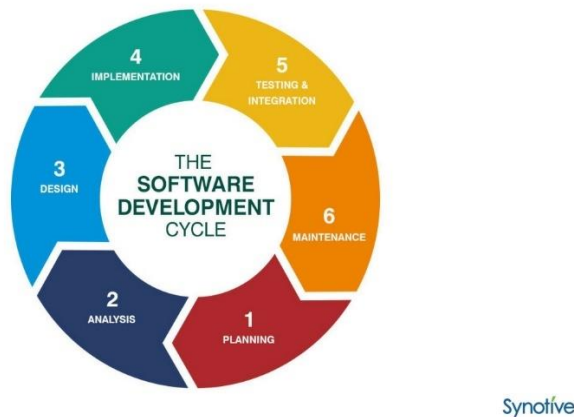 THE
SOFTWARE
DEVELOPMENT
CYCLE
1
PLANNING
2
ANALYSIS
3
DESIGN
4
IMPLEMENTATION
5
TESTING &
INTEGRATION
6
MAINTENANCE
Synotive